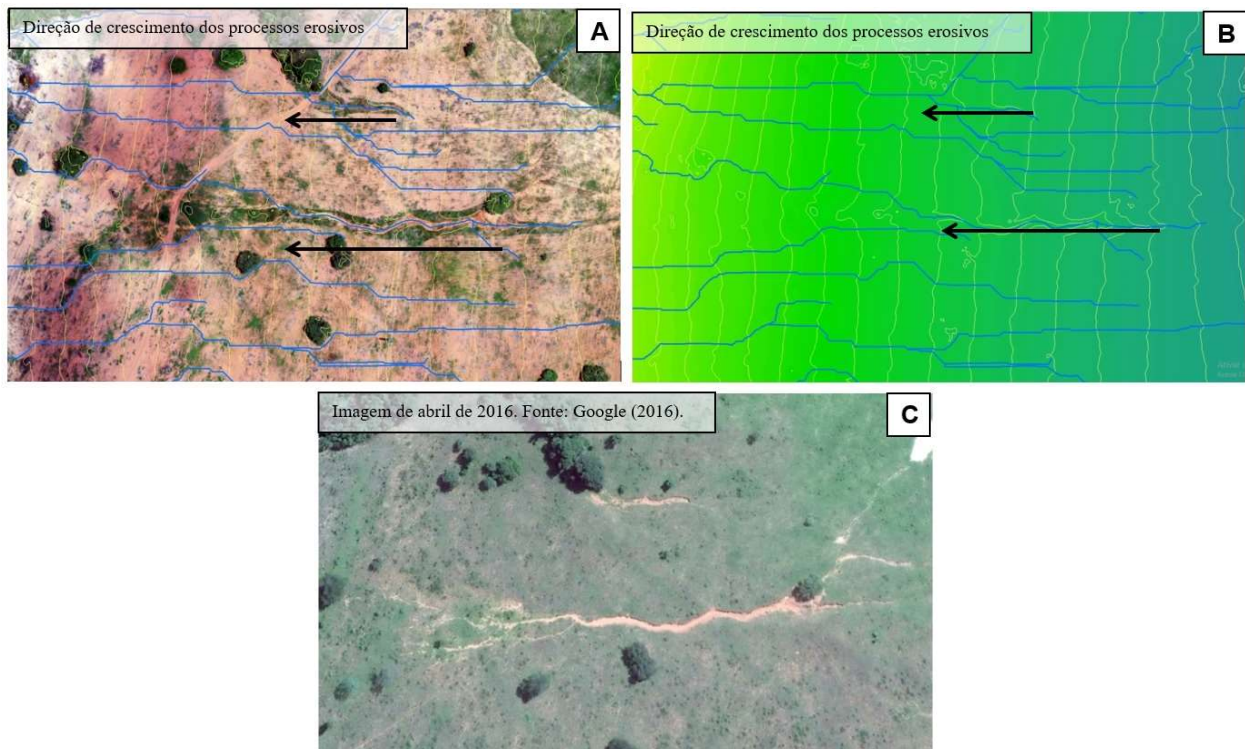 Direção de crescimento dos processos erosivos
A
Direção de crescimento dos processos erosivos
B
Imagem de abril de 2016. Fonte: Google (2016).
C